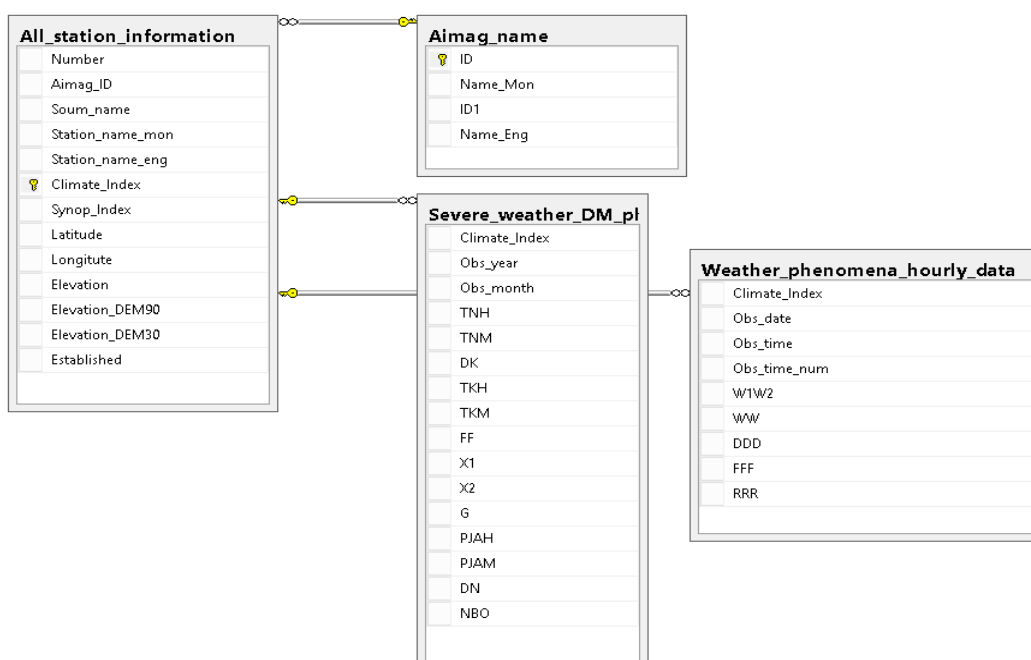 All_station_information
Number
Aimag_ID
Soum_name
Station_name_mon
Station_name_eng
Climate_Index
Synop_Index
Latitude
Longitute
Elevation
Elevation_DEM90
Elevation_DEM30
Established
Aimag_name
ID
Name_Mon
ID1
Name_Eng
Severe_weather_DM_pl
Climate_Index
Obs_year
Obs_month
TNH
TNM
DK
TKH
TKM
FF
X1
X2
G
PJAH
PJAM
DN
NBO
Weather_phenomena_hourly_data
Climate_Index
Obs_date
Obs_time
Obs_time_num
W1W2
WW
DDD
FFF
RRR